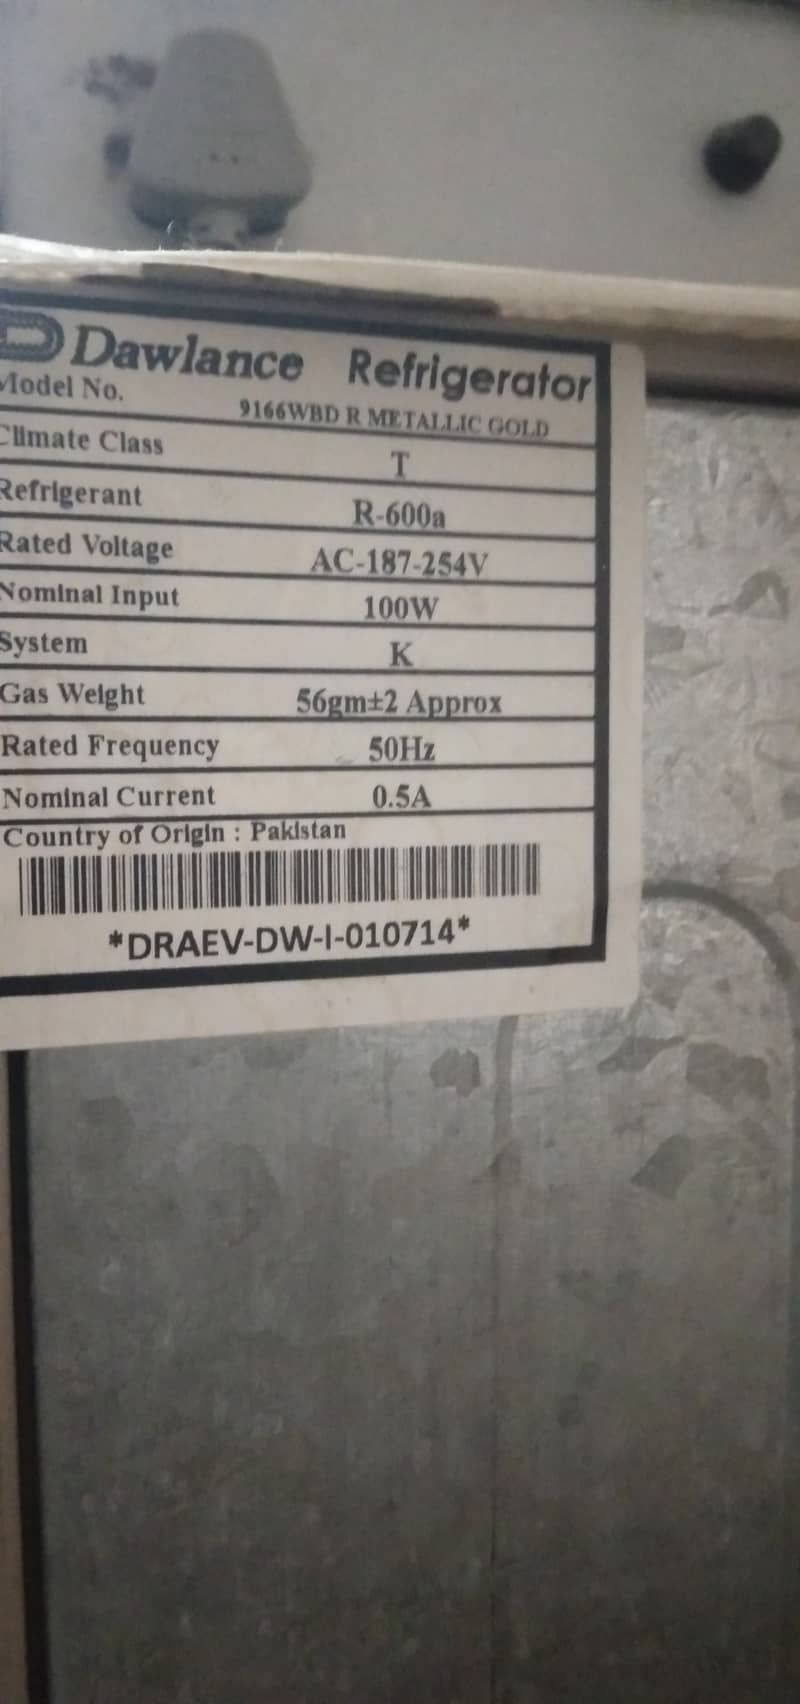 Dawlance Refrigerator
Model No. 9166WBD R METALLIC GOLD
Climate Class T
Refrigerant R-600a
Rated Voltage AC-187-254V
Nominal Input 100W
System K
Gas Weight 56gm±2 Approx
Rated Frequency 50Hz
Nominal Current 0.5A
Country of Origin : Pakistan
*DRAEV-DW-I-010714*